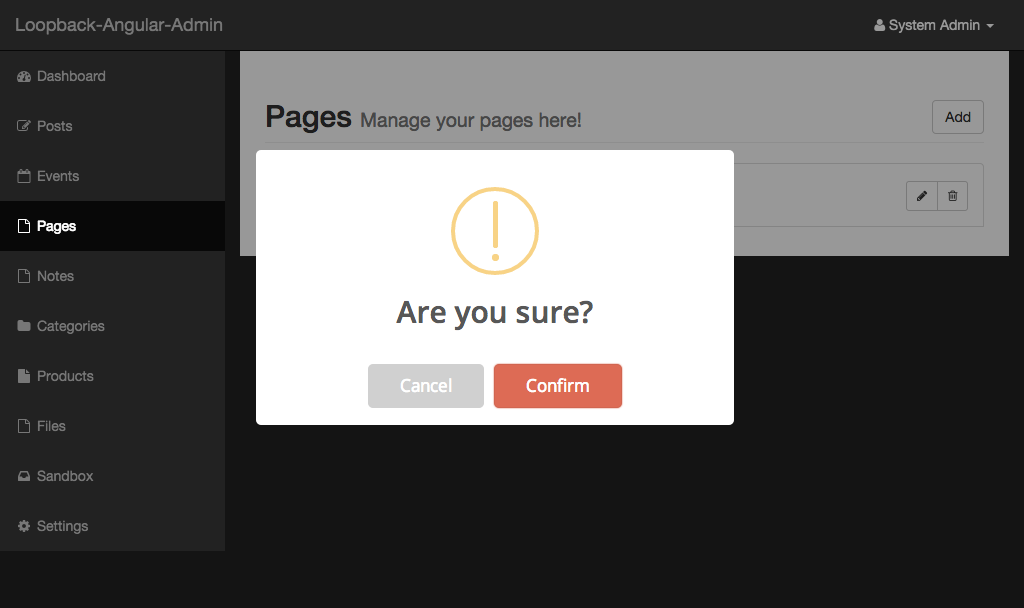 Loopback-Angular-Admin
System Admin
Dashboard
Posts
Events
Pages
Notes
Categories
Products
Files
Sandbox
Settings
Pages Manage your pages here!
Add
Are you sure?
Cancel
Confirm